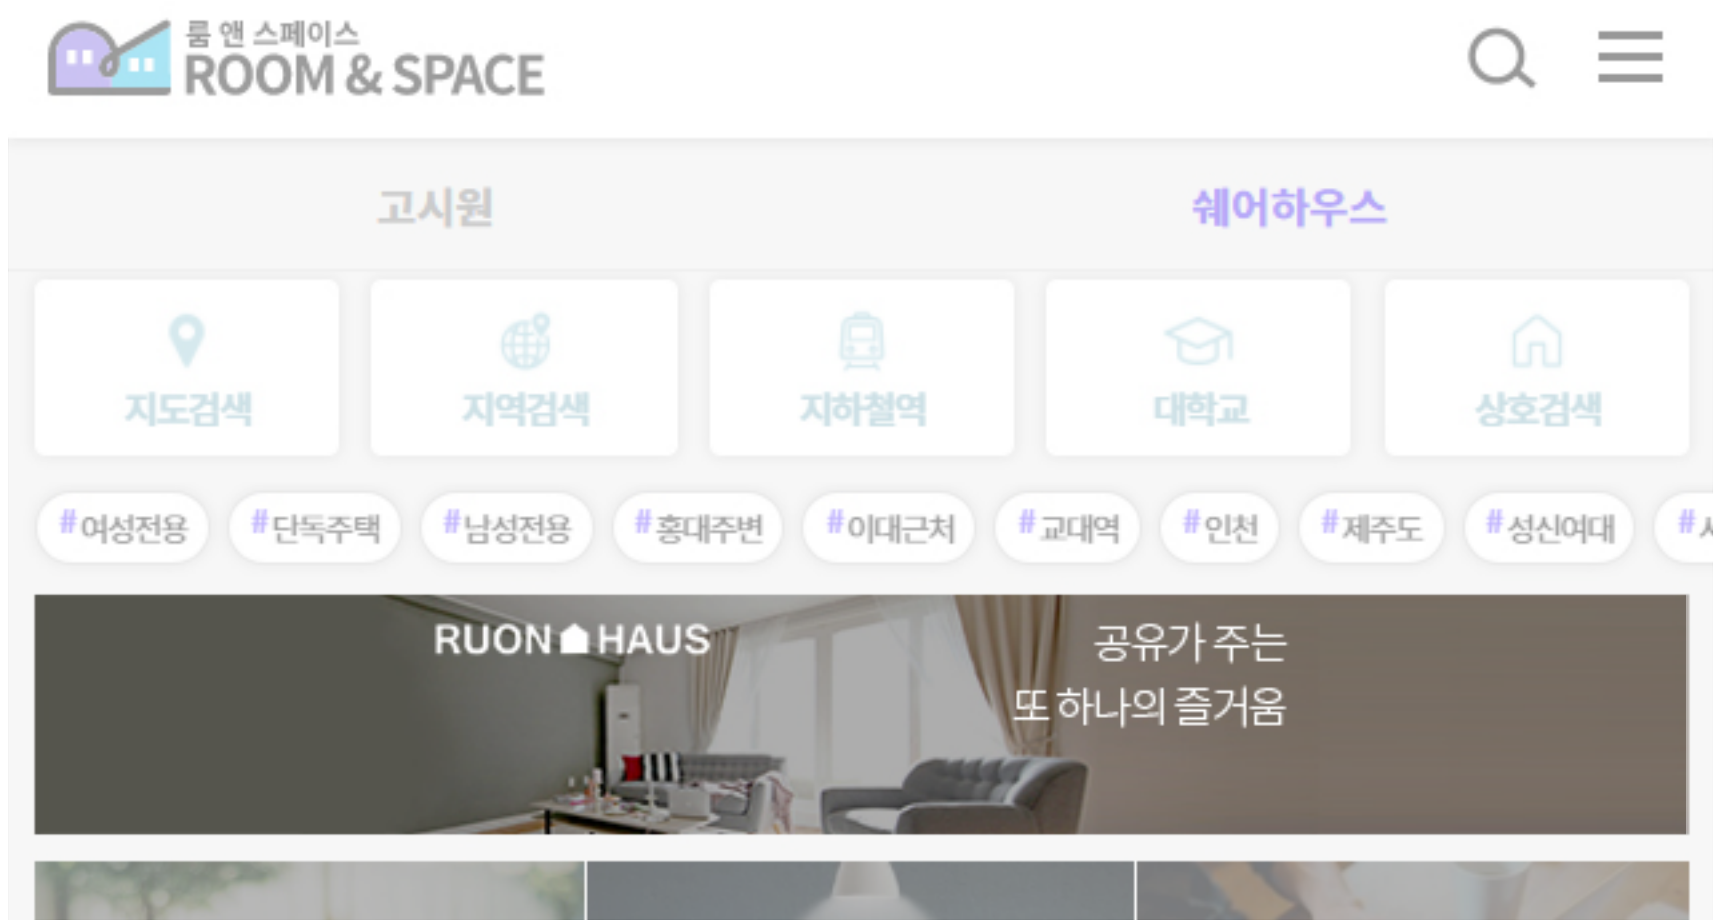 룸 앤 스페이스
ROOM & SPACE
고시원 쉐어하우스
지도검색 지역검색 지하철역 대학교 상호검색
#여성전용 #단독주택 #남성전용 #홍대주변 #이대근처 #교대역 #인천 #제주도 #성신여대 #
RUON HAUS
공유가 주는
또 하나의 즐거움